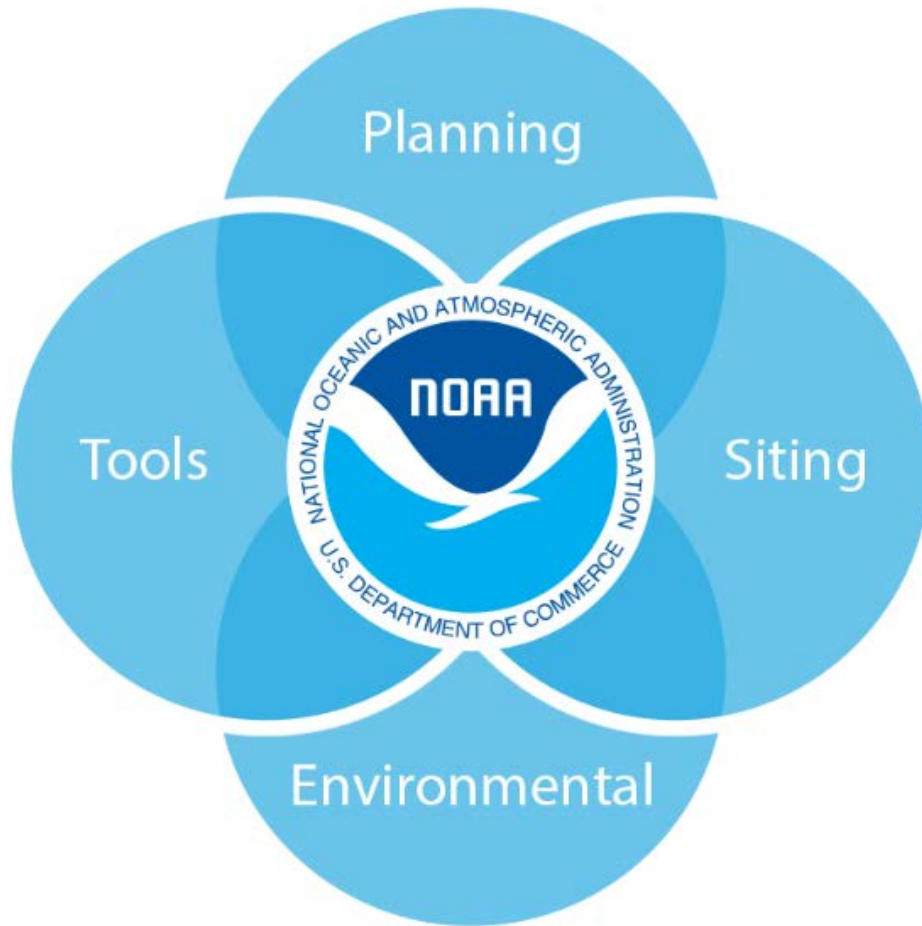 Planning
NATIONAL OCEANIC AND ATMOSPHERIC ADMINISTRATION
NOAA
Tools
Siting
U.S. DEPARTMENT OF COMMERCE
Environmental